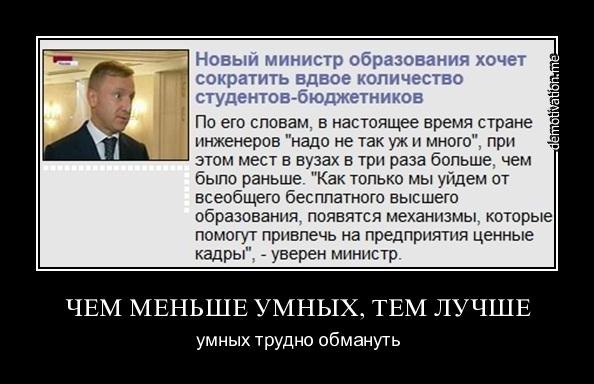 Новый министр образования хочет
сократить вдвое количество
студентов-бюджетников
По его словам, в настоящее время стране
инженеров "надо не так уж и много", при
этом мест в вузах в три раза больше, чем
было раньше. "Как только мы уйдем от
всеобщего бесплатного высшего
образования, появятся механизмы, которые
помогут привлечь на предприятия ценные
кадры", - уверен министр.
demotivation.me
ЧЕМ МЕНЬШЕ УМНЫХ, ТЕМ ЛУЧШЕ
умных трудно обмануть